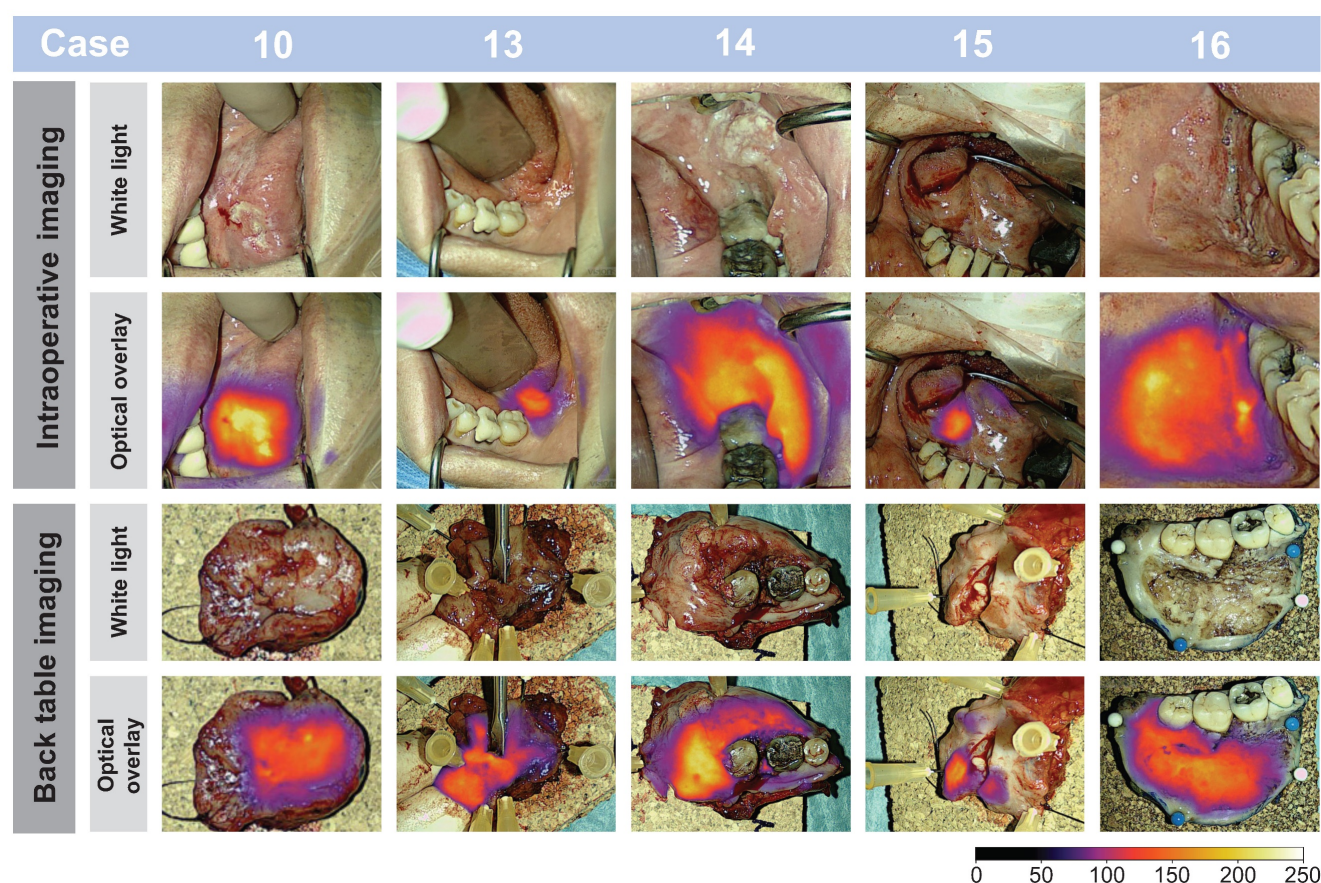 Case 10 13 14 15 16
Intraoperative imaging
White light
Optical overlay
Back table imaging
White light
Optical
overlay
0 50 100 150 200 250